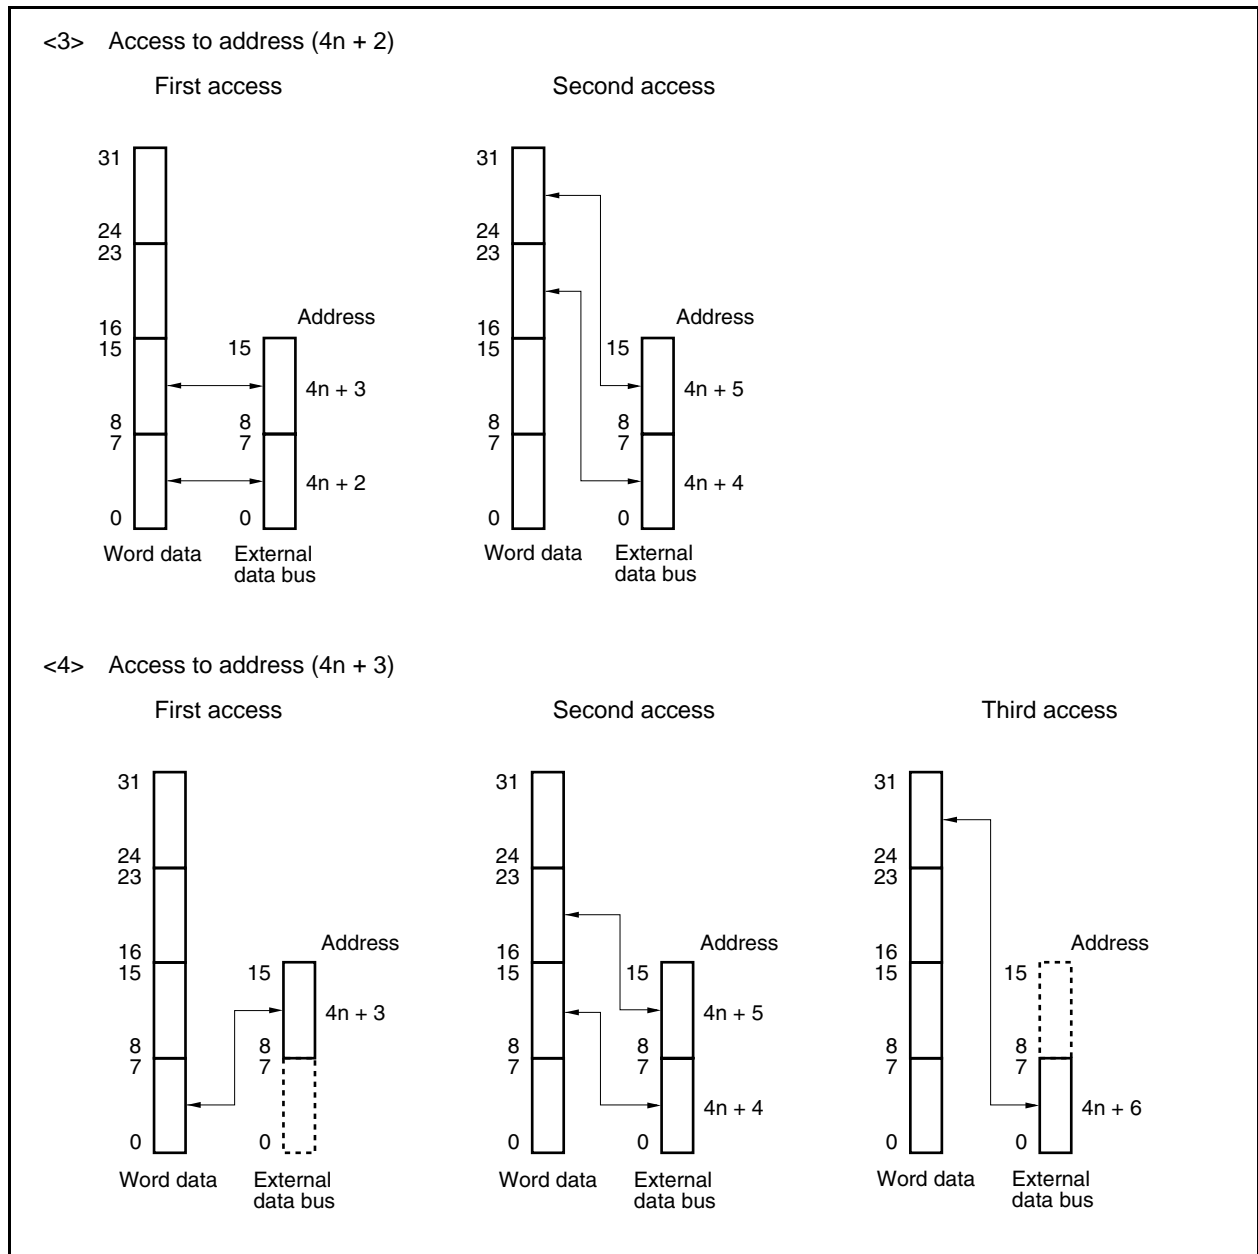 <3> Access to address (4n + 2)
First access
Second access
31
24
23
16
15
8
7
0
Word data
Address
15
4n + 3
8
7
4n + 2
0
External
data bus
31
24
23
16
15
8
7
0
Word data
Address
15
4n + 5
8
7
4n + 4
0
External
data bus
<4> Access to address (4n + 3)
First access
Second access
Third access
31
24
23
16
15
8
7
0
Word data
Address
15
4n + 3
8
7
0
External
data bus
31
24
23
16
15
8
7
0
Word data
Address
15
4n + 5
8
7
4n + 4
0
External
data bus
31
24
23
16
15
8
7
0
Word data
Address
15
8
7
4n + 6
0
External
data bus